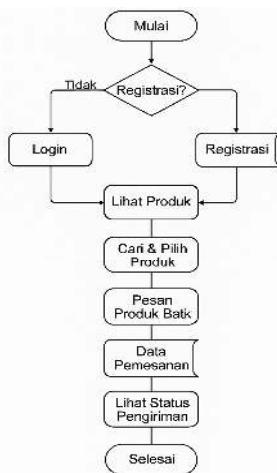 Mulai
Tidak
Registrasi?
Login
Registrasi
Lihat Produk
Cari & Pilih
Produk
Pesan
Produk Batk
Data
Pemesanan
Lihat Status
Pengiriman
Selesai